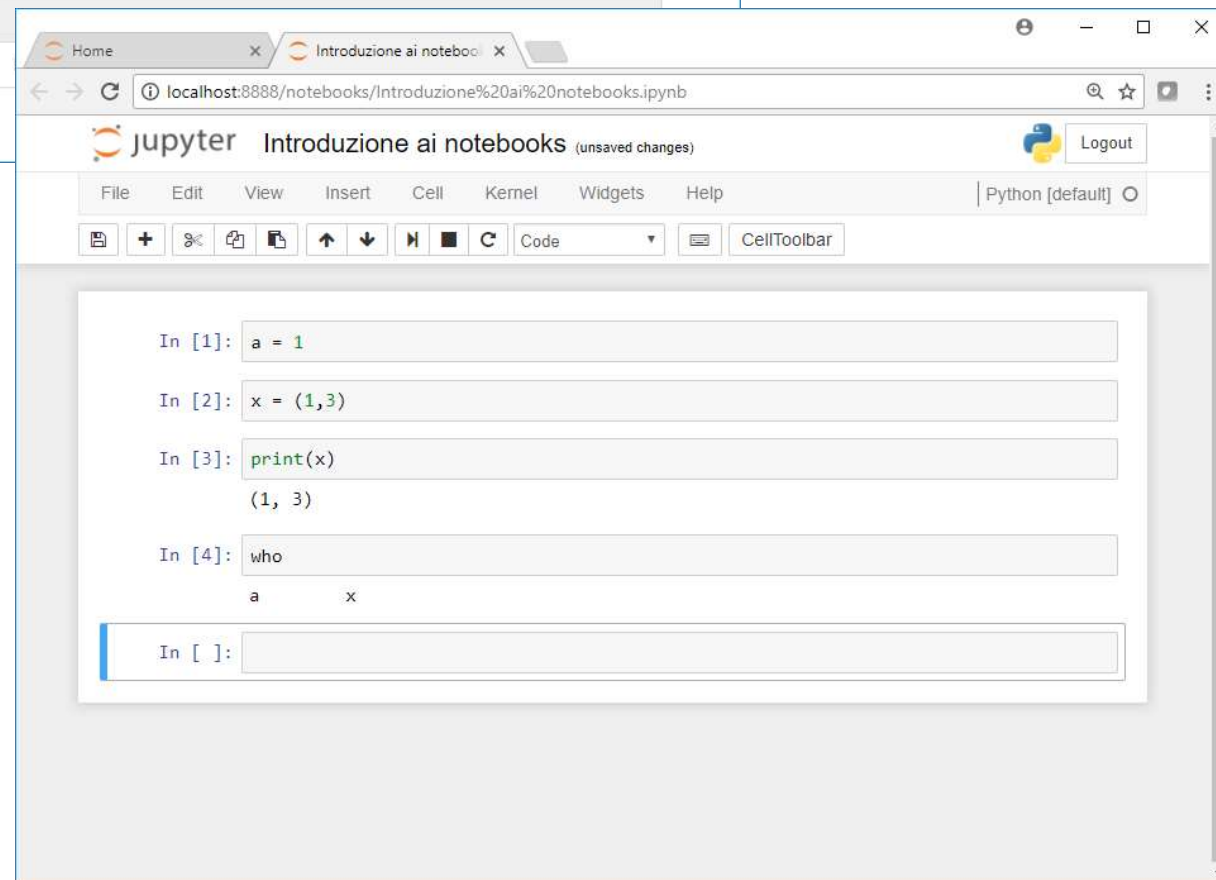 Home
Introduzione ai noteboo
localhost:8888/notebooks/Introduzione%20ai%20notebooks.ipynb
jupyter Introduzione ai notebooks (unsaved changes)
Logout
File Edit View Insert Cell Kernel Widgets Help
Python [default]
Code
CellToolbar
In [1]: a = 1
In [2]: x = (1,3)
In [3]: print(x)
(1, 3)
In [4]: who
a x
In [ ]: